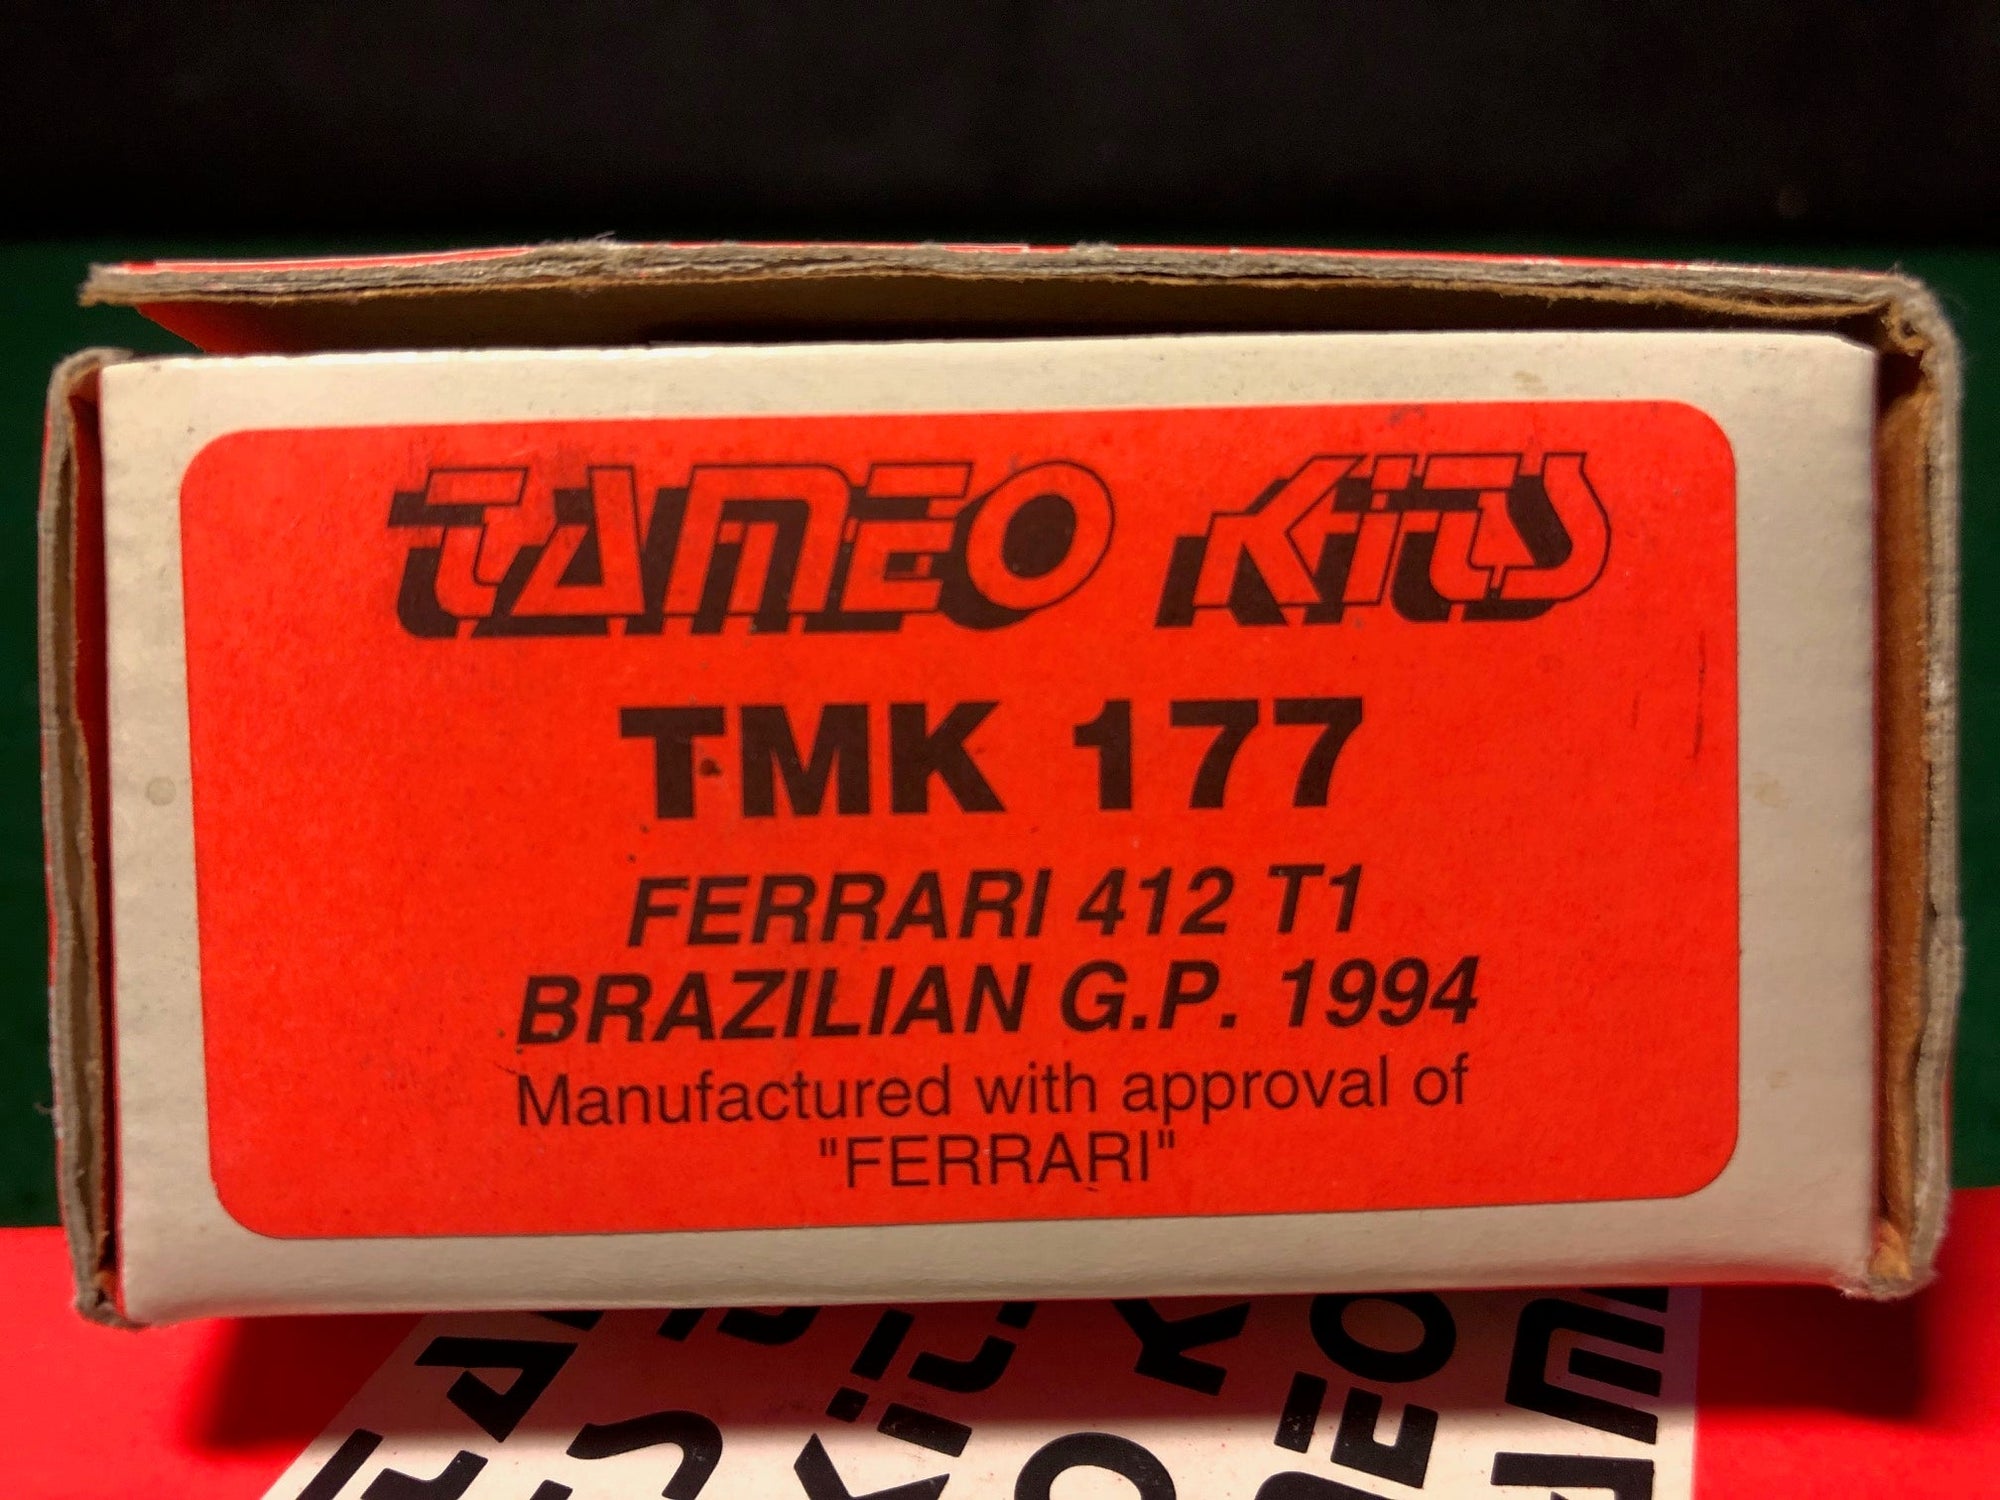 TAMEO KITS
TMK 177
FERRARI 412 T1
BRAZILIAN G.P. 1994
Manufactured with approval of
"FERRARI"